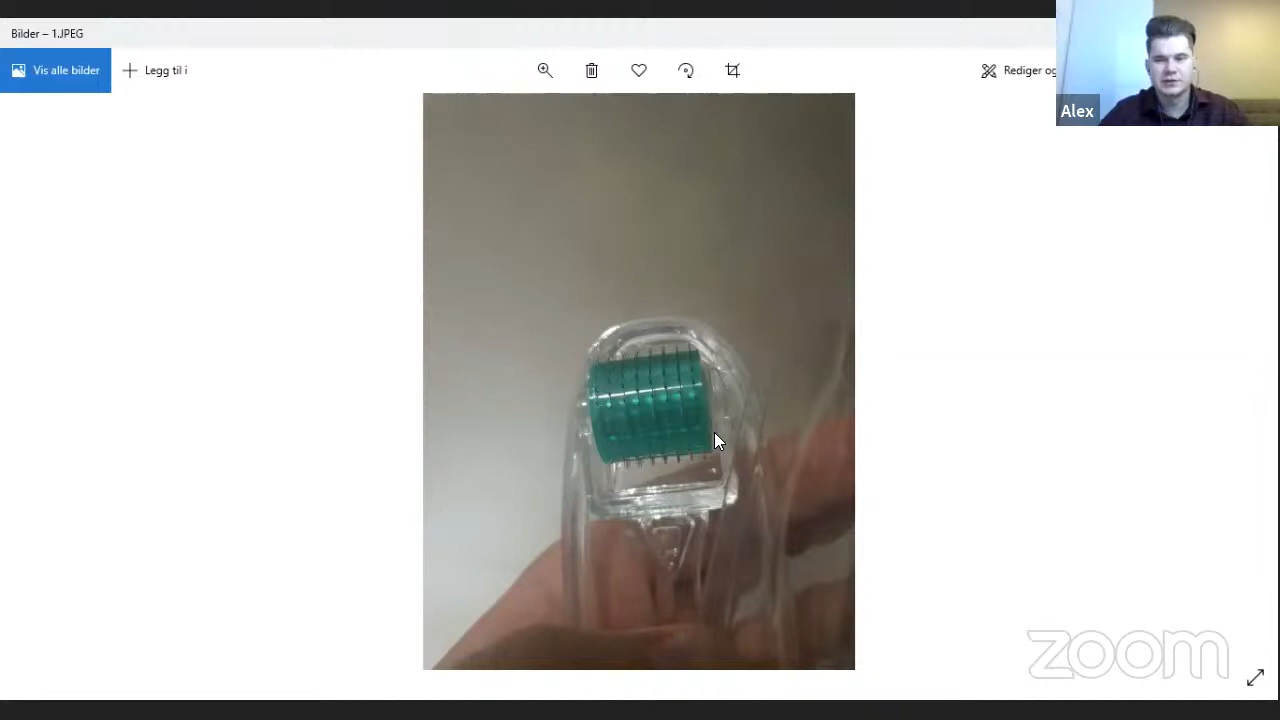 Bilder – 1.JPEG
Vis alle bilder
Legg til i
Rediger og
Alex
zoom